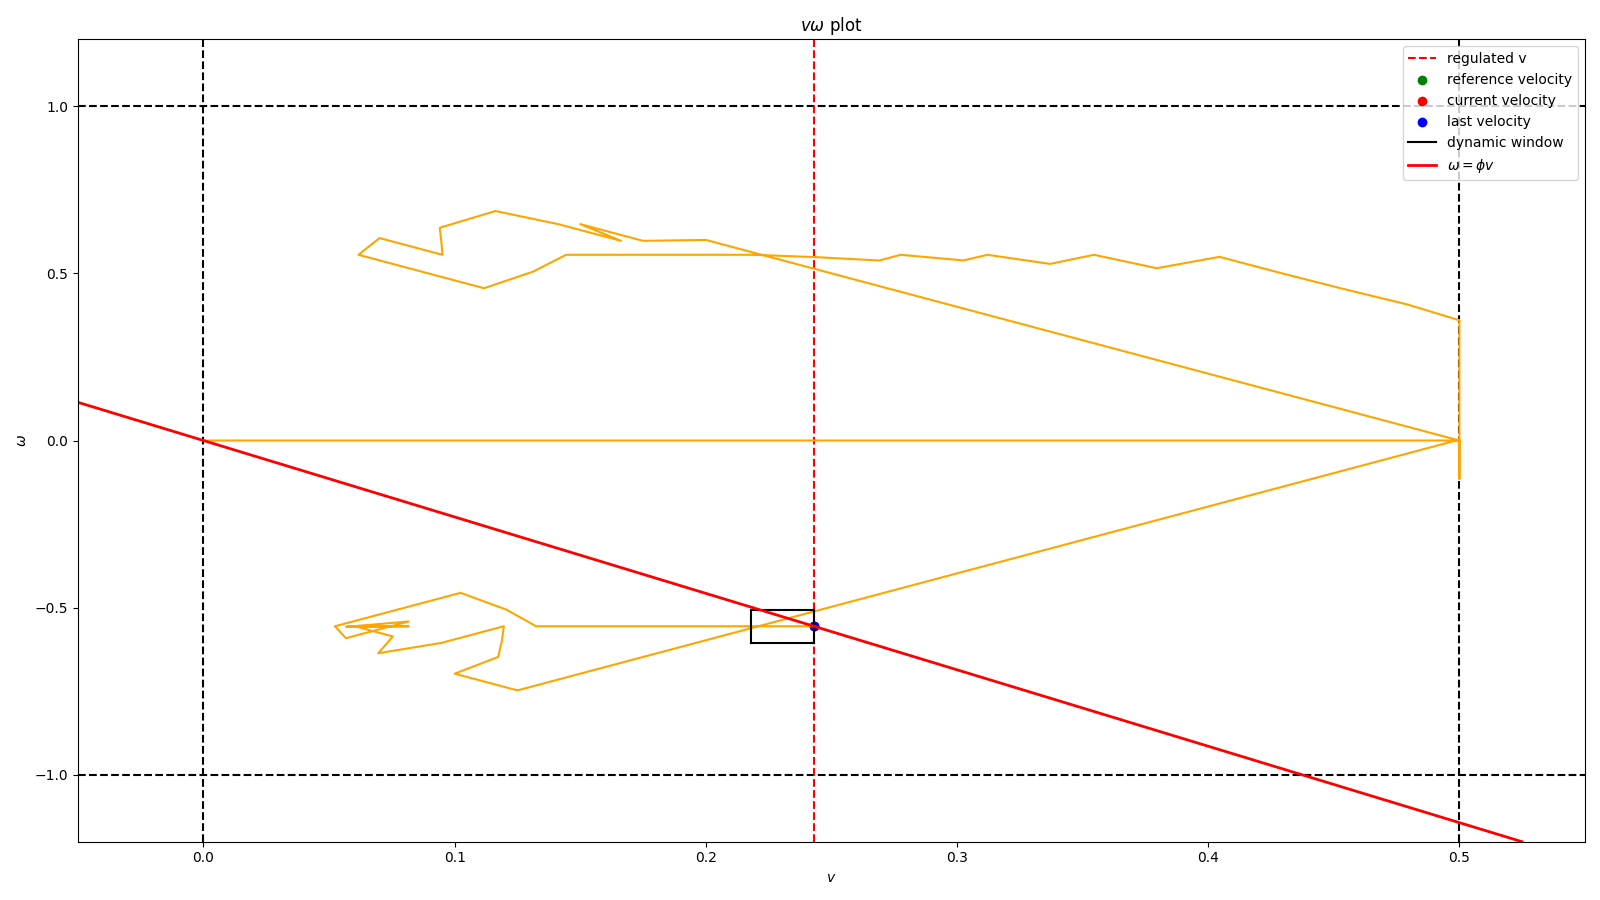 vω plot
regulated v
reference velocity
current velocity
last velocity
dynamic window
ω = ϕv
1.0
0.5
0.0
−0.5
−1.0
ω
0.0 0.1 0.2 0.3 0.4 0.5
v